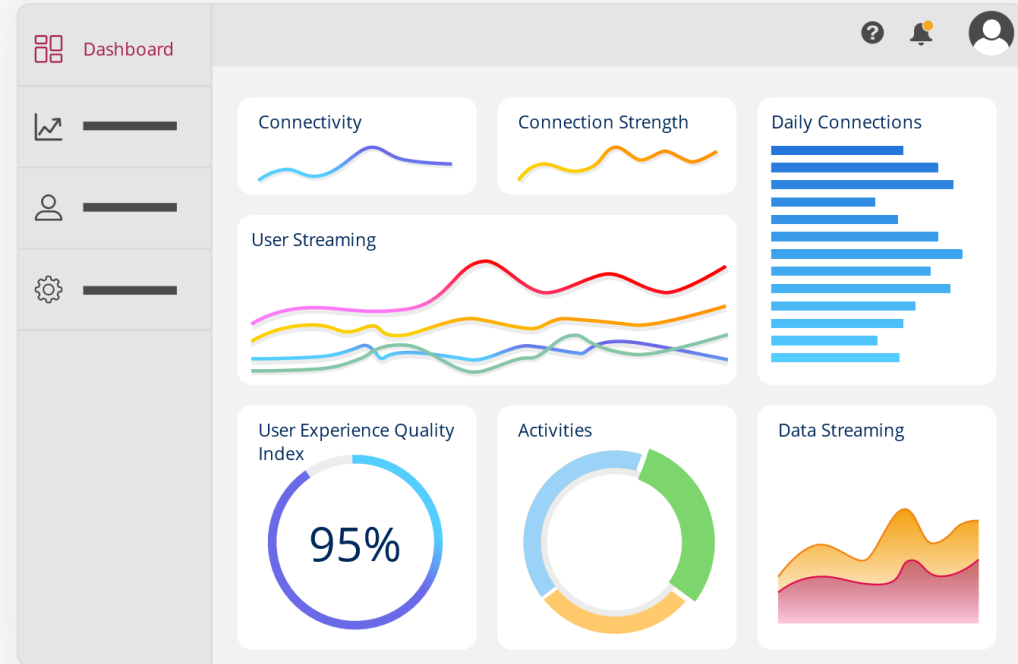 Dashboard
?
Connectivity
Connection Strength
Daily Connections
User Streaming
User Experience Quality
Index
95%
Activities
Data Streaming